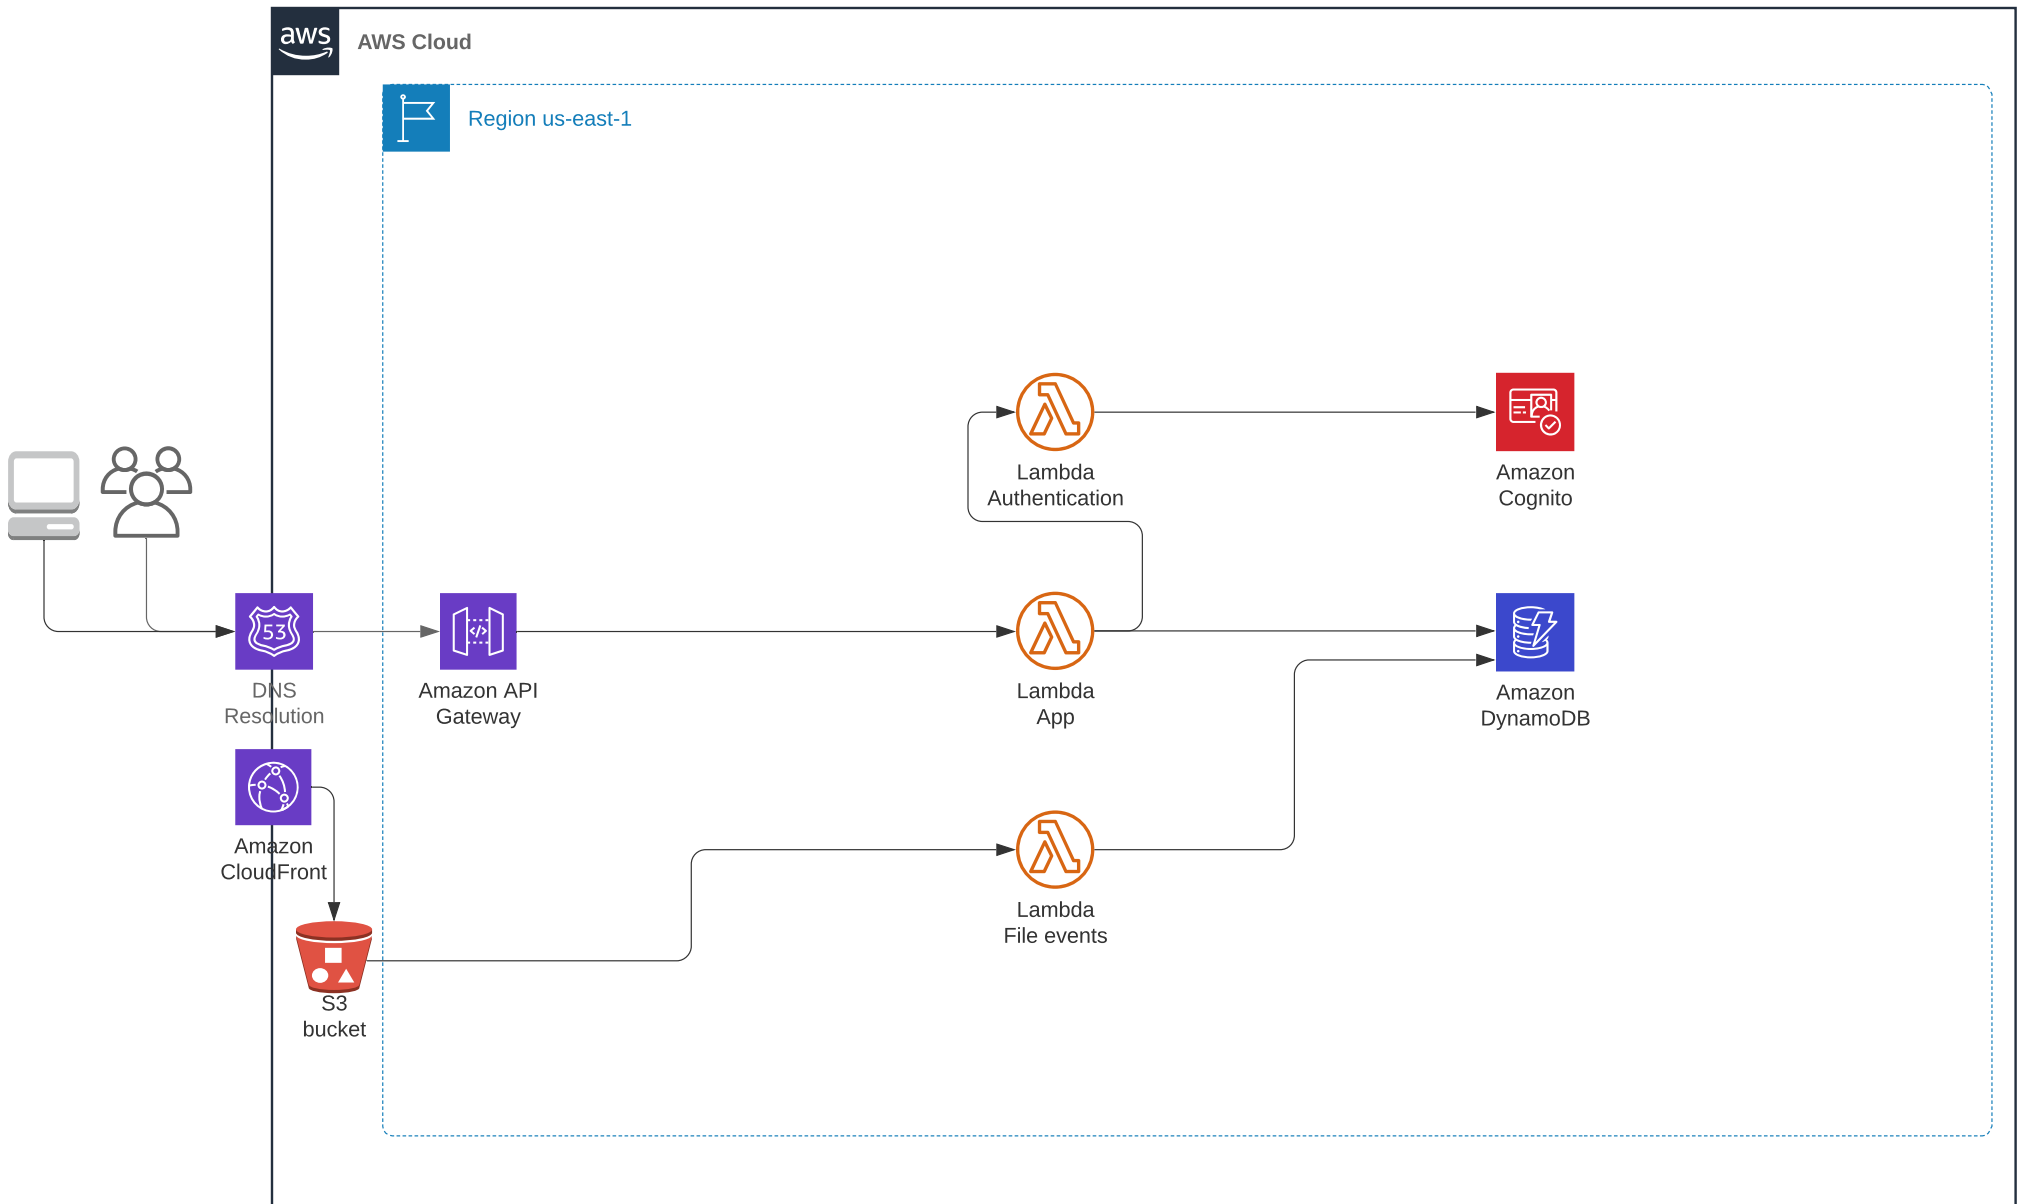 aws
AWS Cloud
Region us-east-1
Lambda
Authentication
Amazon
Cognito
53
DNS
Resolution
Amazon API
Gateway
Lambda
App
Amazon
DynamoDB
Amazon
CloudFront
Lambda
File events
S3
bucket